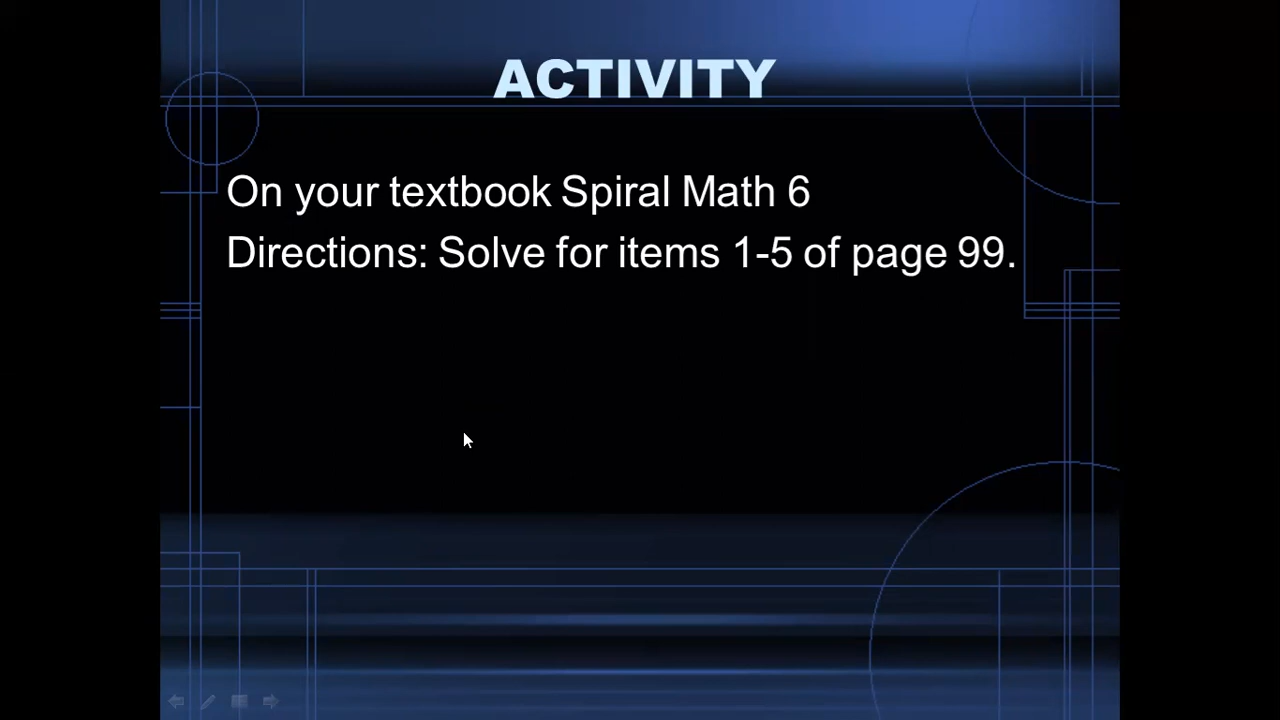 ACTIVITY
On your textbook Spiral Math 6
Directions: Solve for items 1-5 of page 99.